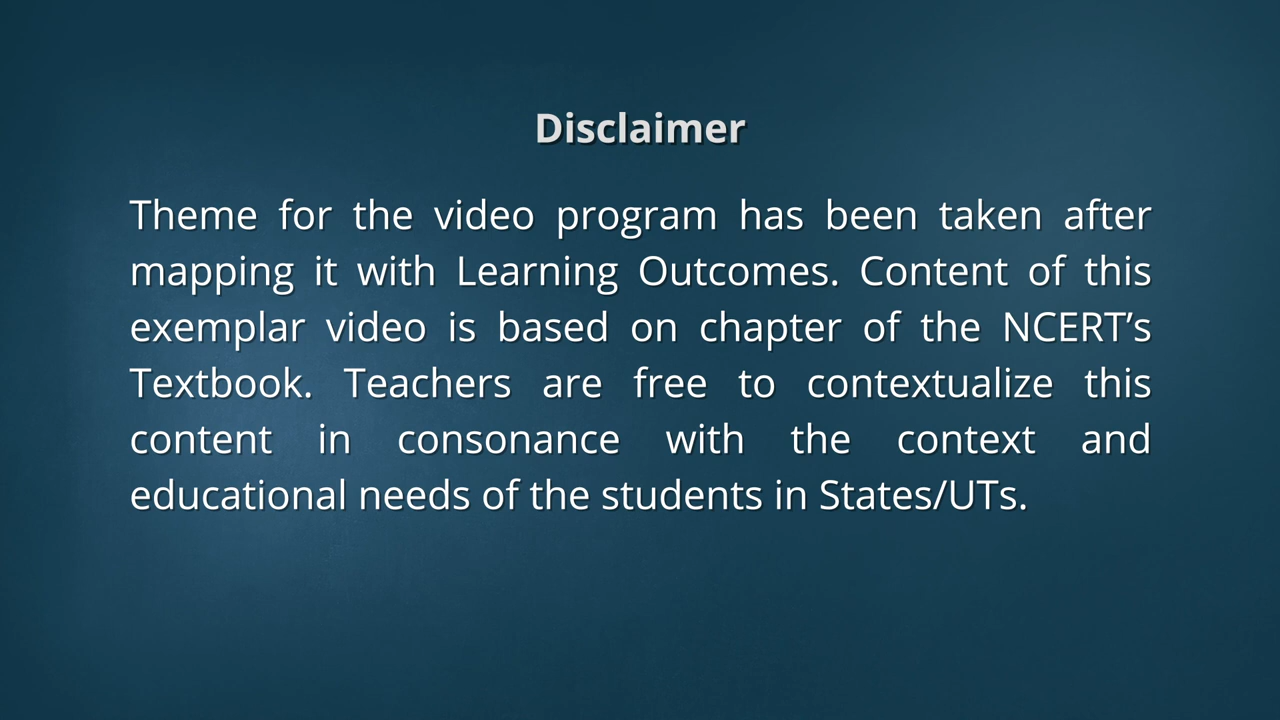 Disclaimer
Theme for the video program has been taken after
mapping it with Learning Outcomes. Content of this
exemplar video is based on chapter of the NCERT’s
Textbook. Teachers are free to contextualize this
content in consonance with the context and
educational needs of the students in States/UTs.